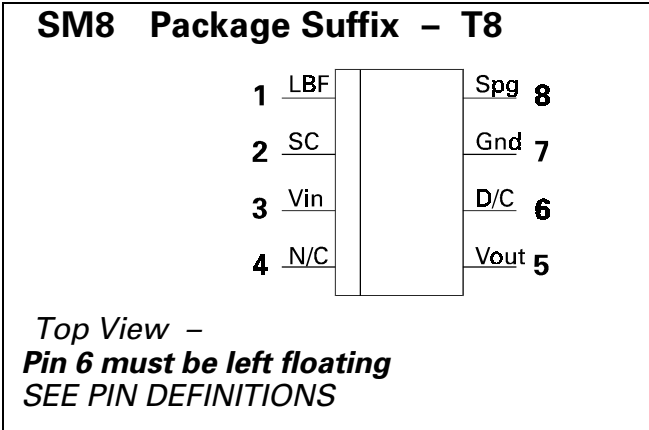 SM8 Package Suffix – T8
1 LBF Spg 8
2 SC Gnd 7
3 Vin D/C 6
4 N/C Vout 5
Top View –
Pin 6 must be left floating
SEE PIN DEFINITIONS